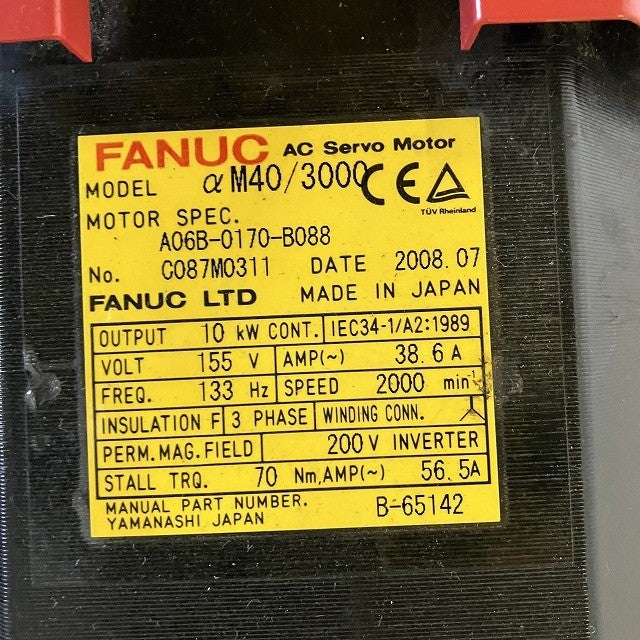 FANUC AC Servo Motor
MODEL αM40/3000 CE TÜV Rheinland
MOTOR SPEC.
A06B-0170-B088
No. C087M0311 DATE 2008.07
FANUC LTD MADE IN JAPAN
OUTPUT 10 kW CONT. IEC34-1/A2:1989
VOLT 155 V AMP(~) 38.6 A
FREQ. 133 Hz SPEED 2000 min⁻¹
INSULATION F 3 PHASE WINDING CONN.
PERM.MAG.FIELD 200V INVERTER
STALL TRQ. 70 Nm,AMP(~) 56.5A
MANUAL PART NUMBER. B-65142
YAMANASHI JAPAN